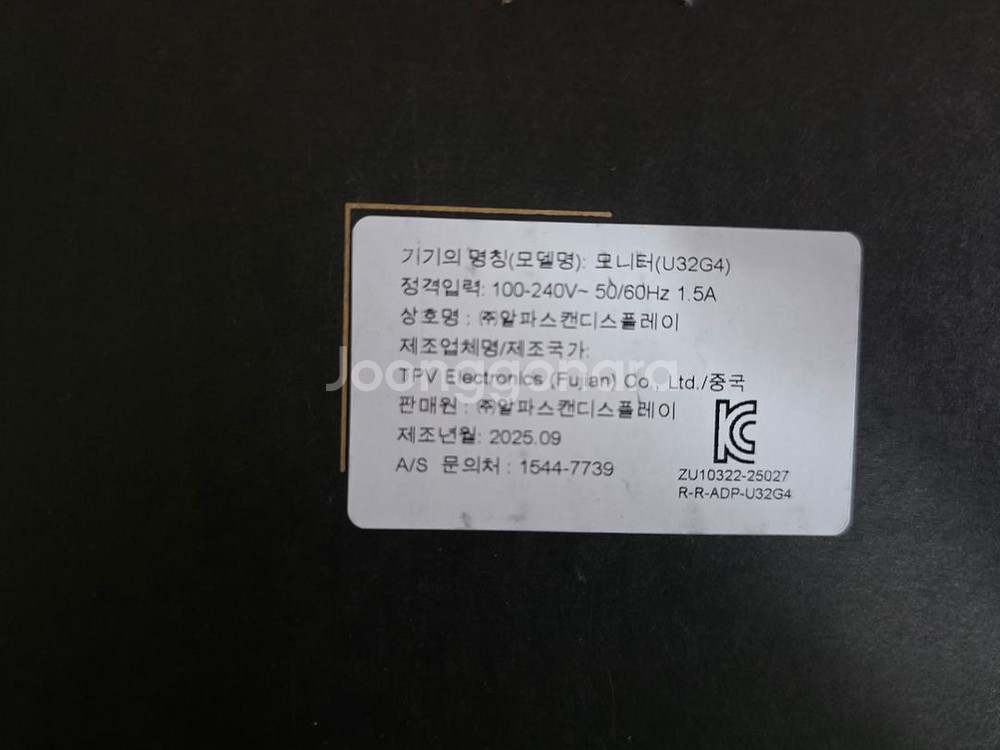 기기의 명칭(모델명): 모니터(U32G4)
정격입력: 100-240V~ 50/60Hz 1.5A
상호명 : ㈜알파스캔디스플레이
제조업체명/제조국가:
Joonggonara
TPV Electronics (Fujian) Co., Ltd./중국
판매원 : ㈜알파스캔디스플레이
제조년월: 2025.09
A/S 문의처 : 1544-7739
ZU10322-25027
R-R-ADP-U32G4